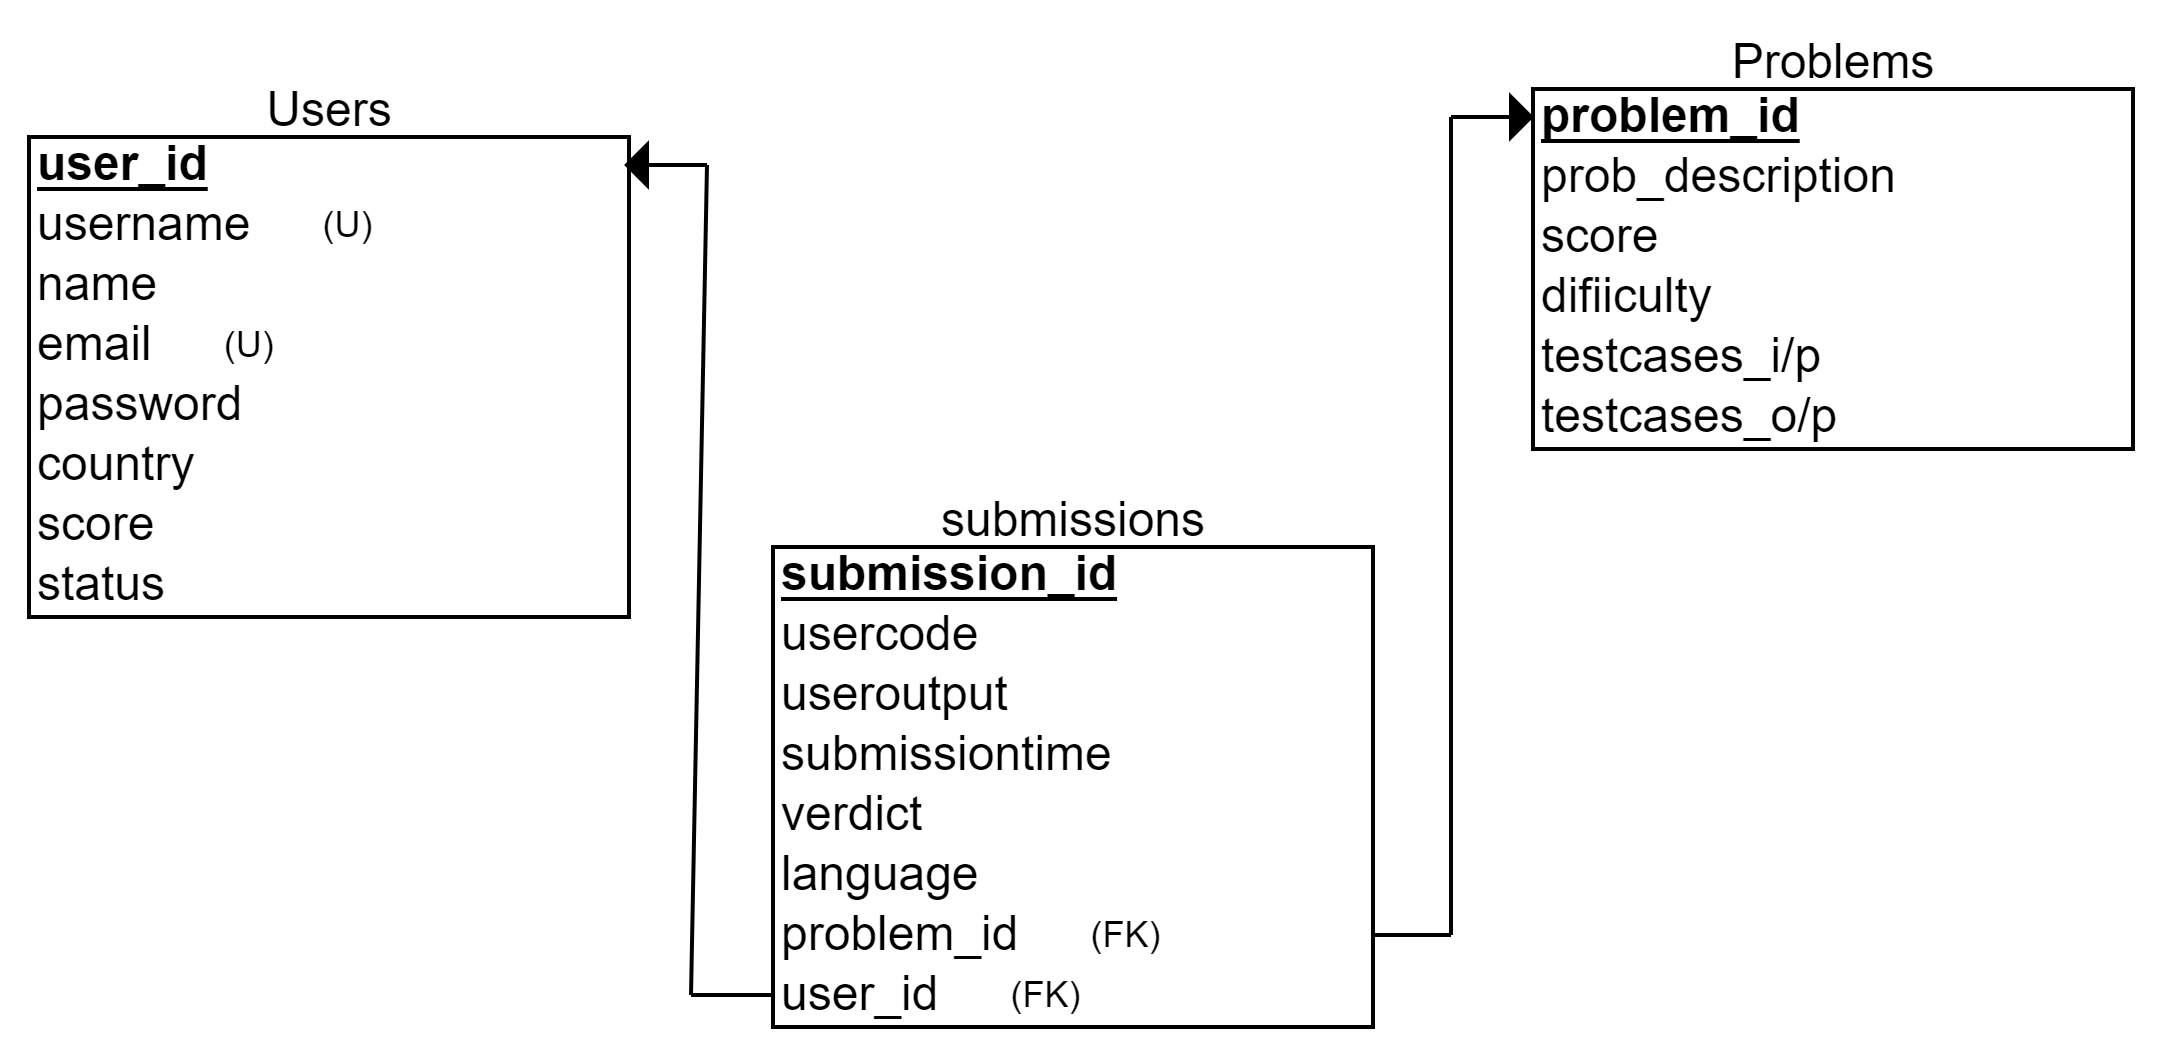 Users
user_id
username (U)
name
email (U)
password
country
score
status
submissions
submission_id
usercode
useroutput
submissiontime
verdict
language
problem_id (FK)
user_id (FK)
Problems
problem_id
prob_description
score
difiiculty
testcases_i/p
testcases_o/p